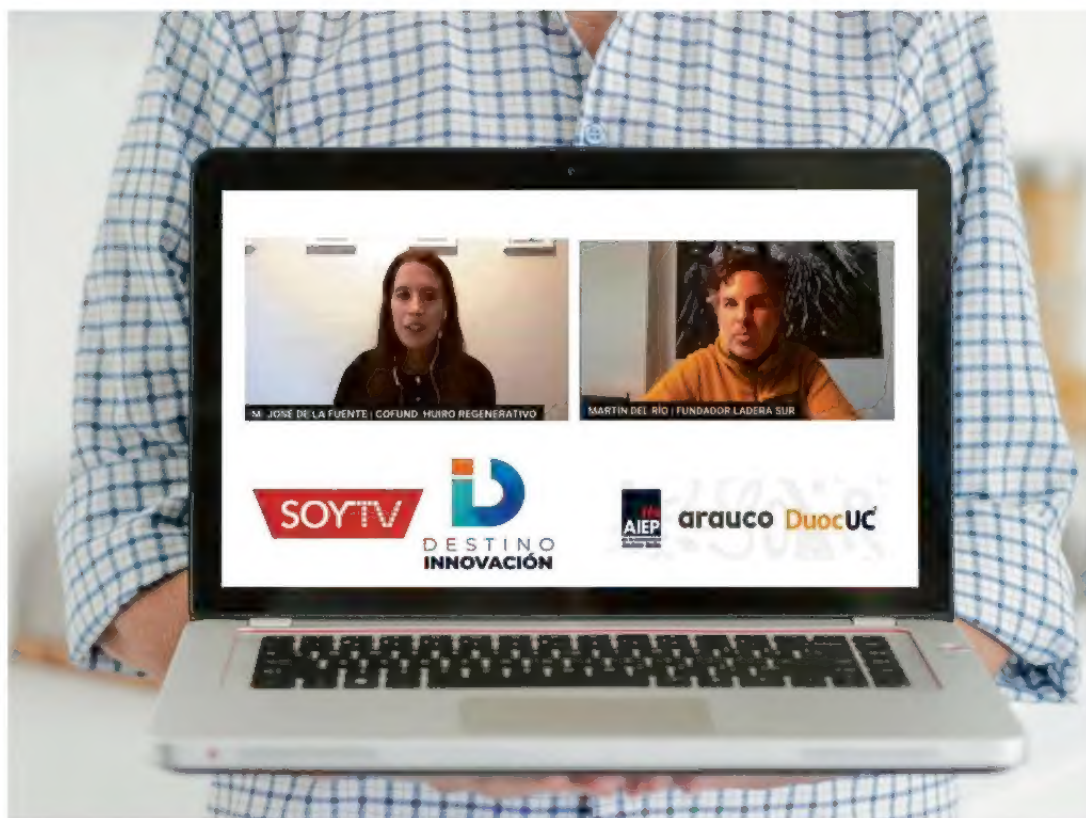 M. JOSÉ DE LA FUENTE | COFUND. HUIRO REGENERATIVO
MARTÍN DEL RÍO | FUNDADOR LADERA SUR
SOYTV
DESTINO
INNOVACIÓN
AIEP
arauco
DuocUC